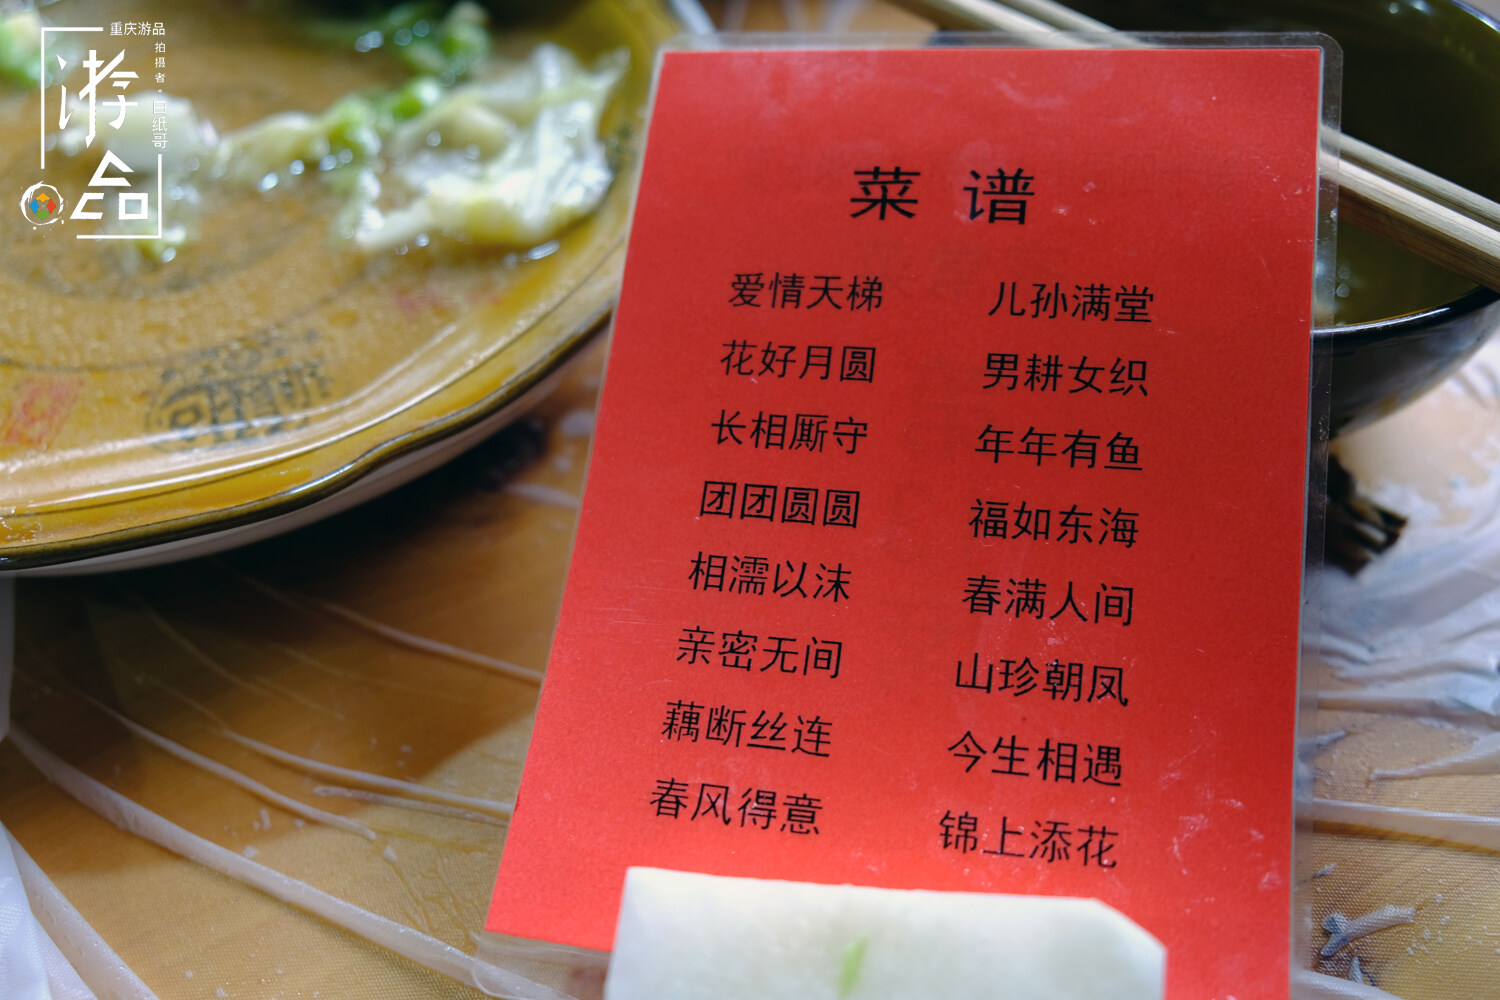 重庆游品
拍摄者·白纸哥
游品
菜谱
爱情天梯 儿孙满堂
花好月圆 男耕女织
长相厮守 年年有鱼
团团圆圆 福如东海
相濡以沫 春满人间
亲密无间 山珍朝凤
藕断丝连 今生相遇
春风得意 锦上添花